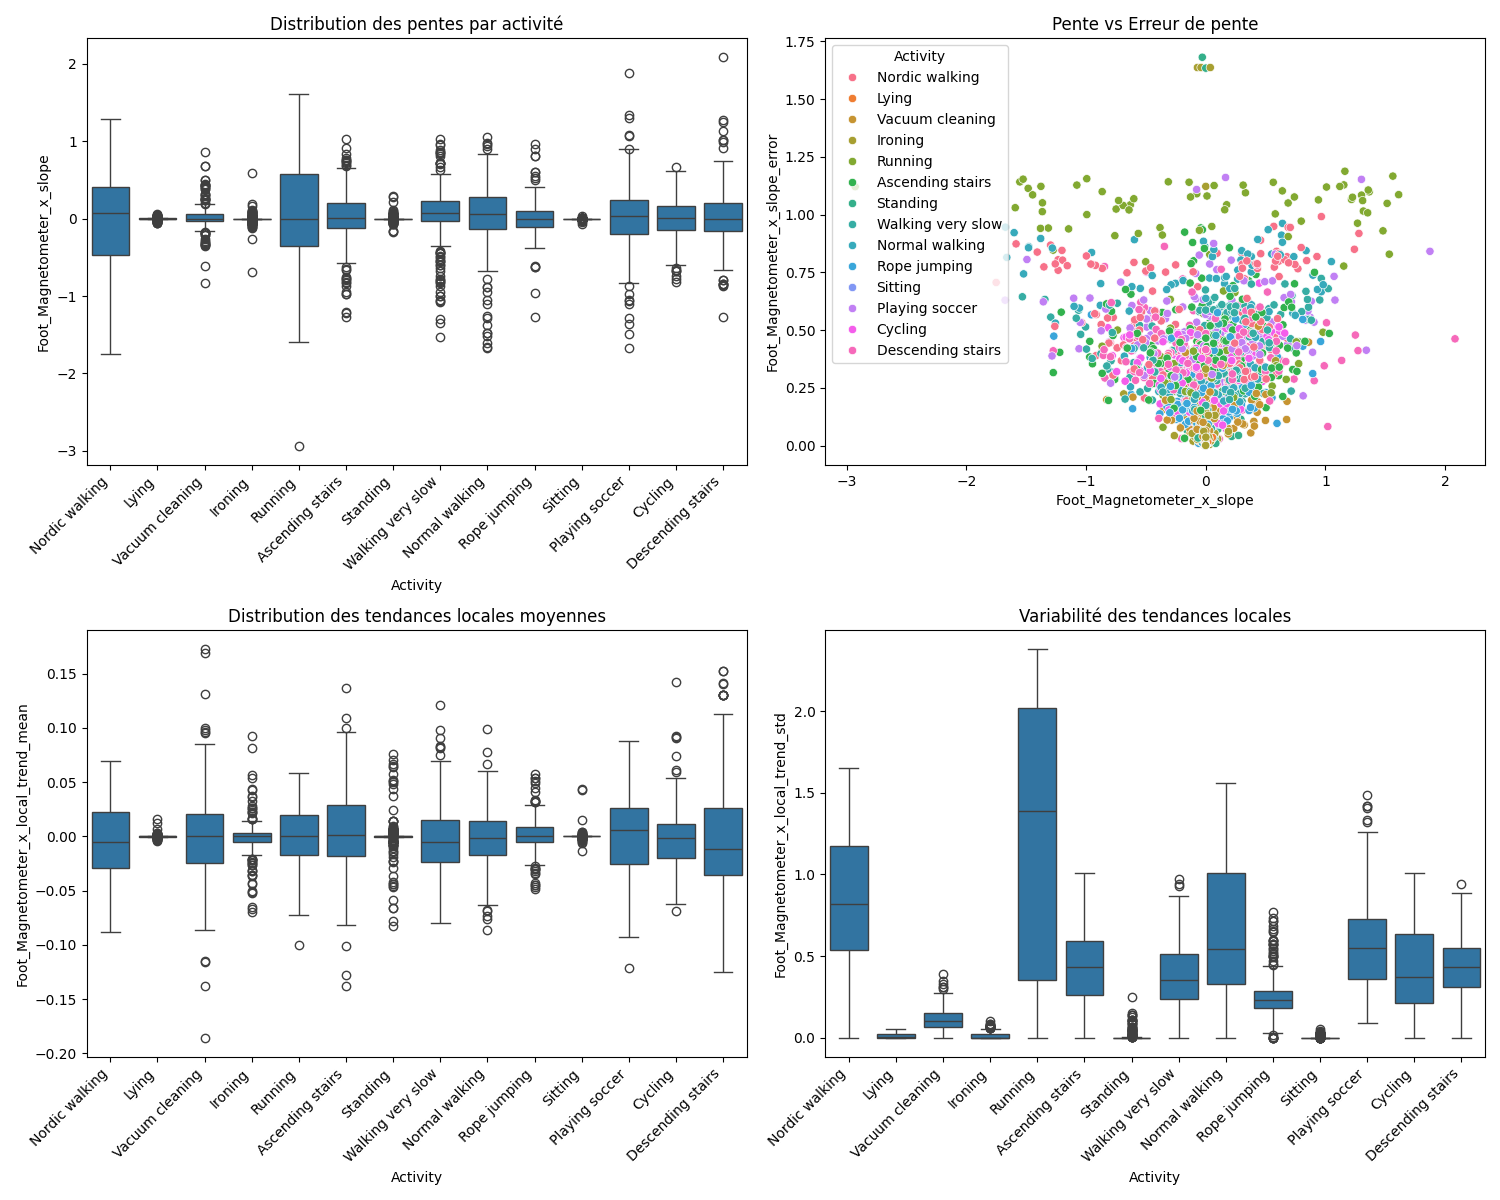 Distribution des pentes par activité
Foot_Magnetometer_x_slope
2
1
0
−1
−2
−3
Nordic walking
Lying
Vacuum cleaning
Ironing
Running
Ascending stairs
Standing
Walking very slow
Normal walking
Rope jumping
Sitting
Playing soccer
Cycling
Descending stairs
Activity
Pente vs Erreur de pente
Foot_Magnetometer_x_slope_error
1.75
1.50
1.25
1.00
0.75
0.50
0.25
0.00
Activity
Nordic walking
Lying
Vacuum cleaning
Ironing
Running
Ascending stairs
Standing
Walking very slow
Normal walking
Rope jumping
Sitting
Playing soccer
Cycling
Descending stairs
−3
−2
−1
0
1
2
Foot_Magnetometer_x_slope
Distribution des tendances locales moyennes
Foot_Magnetometer_x_local_trend_mean
0.15
0.10
0.05
0.00
−0.05
−0.10
−0.15
−0.20
Nordic walking
Lying
Vacuum cleaning
Ironing
Running
Ascending stairs
Standing
Walking very slow
Normal walking
Rope jumping
Sitting
Playing soccer
Cycling
Descending stairs
Activity
Variabilité des tendances locales
Foot_Magnetometer_x_local_trend_std
2.0
1.5
1.0
0.5
0.0
Nordic walking
Lying
Vacuum cleaning
Ironing
Running
Ascending stairs
Standing
Walking very slow
Normal walking
Rope jumping
Sitting
Playing soccer
Cycling
Descending stairs
Activity